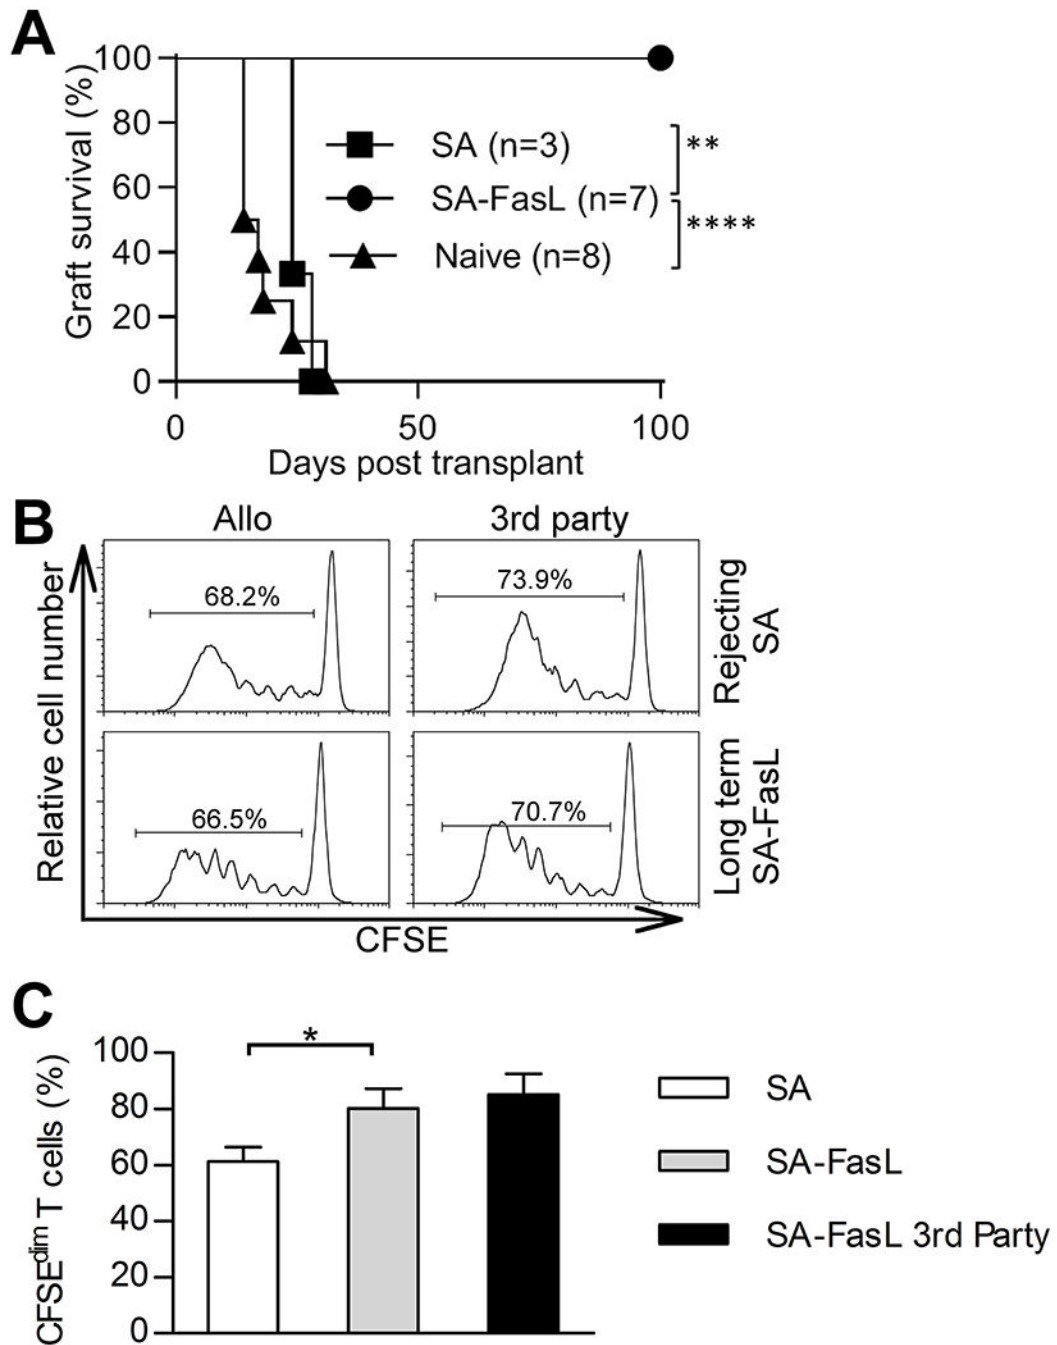 A
Graft survival (%)
100
80
60
40
20
0
SA (n=3)
SA-FasL (n=7)
Naive (n=8)
**
****
0 50 100
Days post transplant
B
Allo 3rd party
Relative cell number
68.2% 73.9%
Rejecting
SA
66.5% 70.7%
Long term
SA-FasL
CFSE
C
CFSEdim T cells (%)
100
80
60
40
20
0
*
SA
SA-FasL
SA-FasL 3rd Party